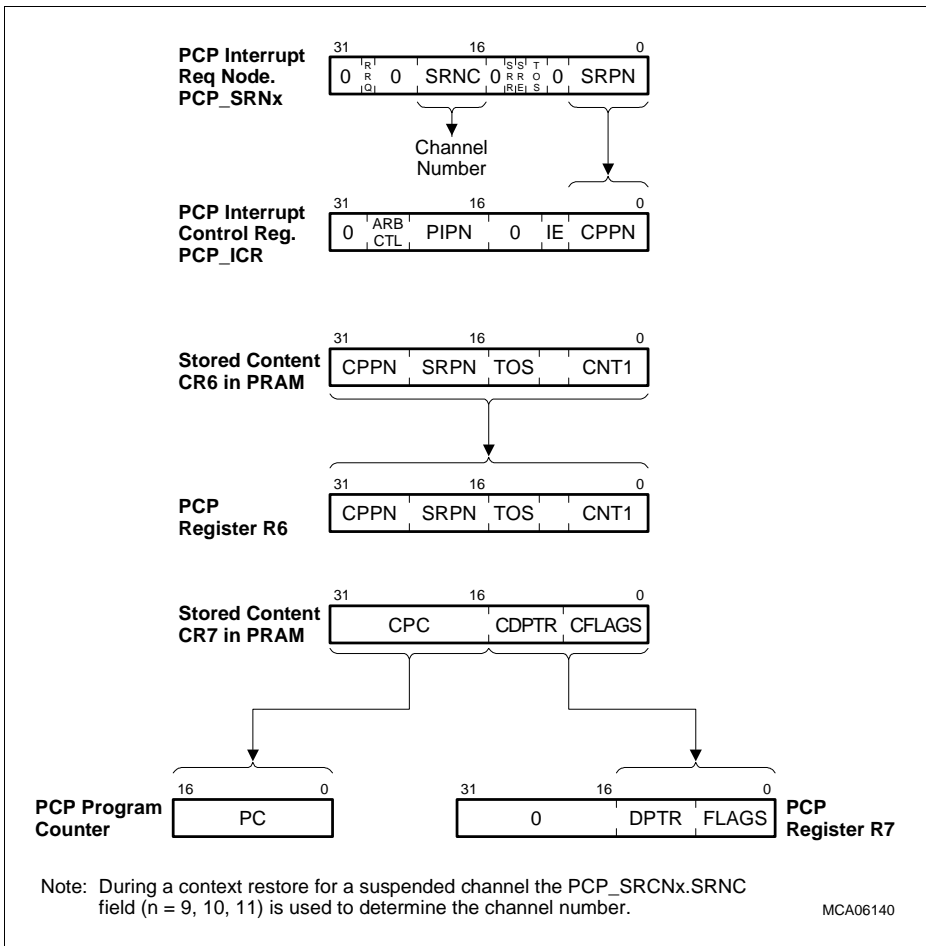 PCP Interrupt
Req Node.
PCP_SRNx
31 16 0
0 RRQ 0 SRNC 0 SRR SRE TOS 0 SRPN
Channel
Number
PCP Interrupt
Control Reg.
PCP_ICR
31 16 0
0 ARB CTL PIPN 0 IE CPPN
Stored Content
CR6 in PRAM
31 16 0
CPPN SRPN TOS CNT1
PCP
Register R6
31 16 0
CPPN SRPN TOS CNT1
Stored Content
CR7 in PRAM
31 16 0
CPC CDPTR CFLAGS
PCP Program
Counter
16 0
PC
31 16 0
0 DPTR FLAGS
PCP
Register R7
Note: During a context restore for a suspended channel the PCP_SRCNx.SRNC
field (n = 9, 10, 11) is used to determine the channel number.
MCA06140